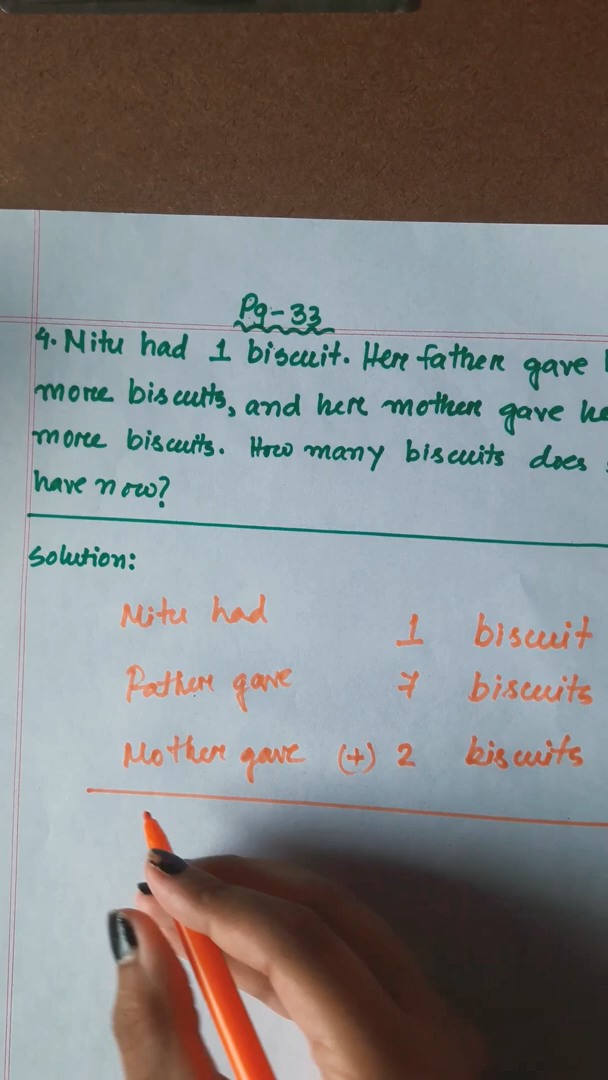 Pg-33
4. Nitu had 1 biscuit. Her father gave
more biscuits, and here mother gave he
more biscuits. How many biscuits does
have now?
Solution:
Nitu had 1 biscuit
Father gave 7 biscuits
Mother gave (+) 2 biscuits